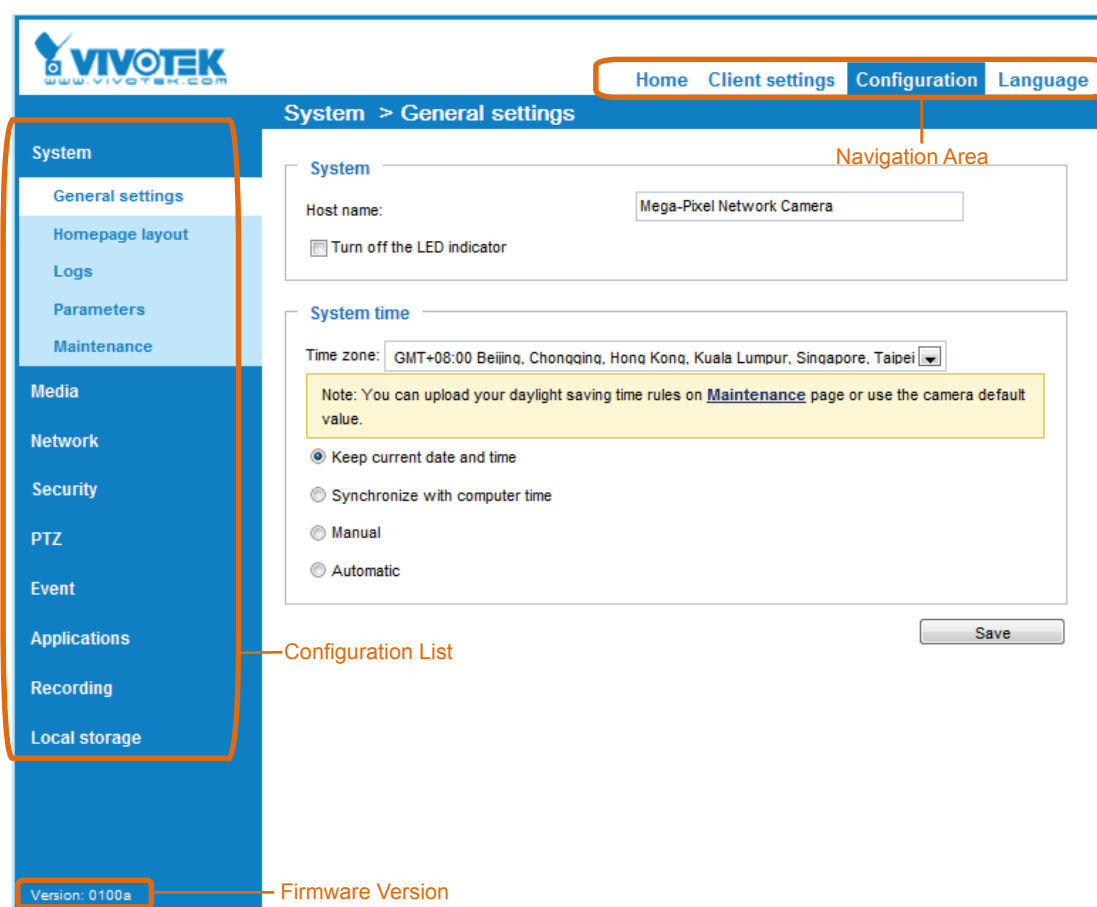 VIVOTEK
www.vivotek.com
Home Client settings Configuration Language
System > General settings
Navigation Area
System
General settings
Homepage layout
Logs
Parameters
Maintenance
Media
Network
Security
PTZ
Event
Applications
Recording
Local storage
Configuration List
Version: 0100a
Firmware Version
System
Host name: Mega-Pixel Network Camera
Turn off the LED indicator
System time
Time zone: GMT+08:00 Beijing, Chongqing, Hong Kong, Kuala Lumpur, Singapore, Taipei
Note: You can upload your daylight saving time rules on Maintenance page or use the camera default
value.
Keep current date and time
Synchronize with computer time
Manual
Automatic
Save